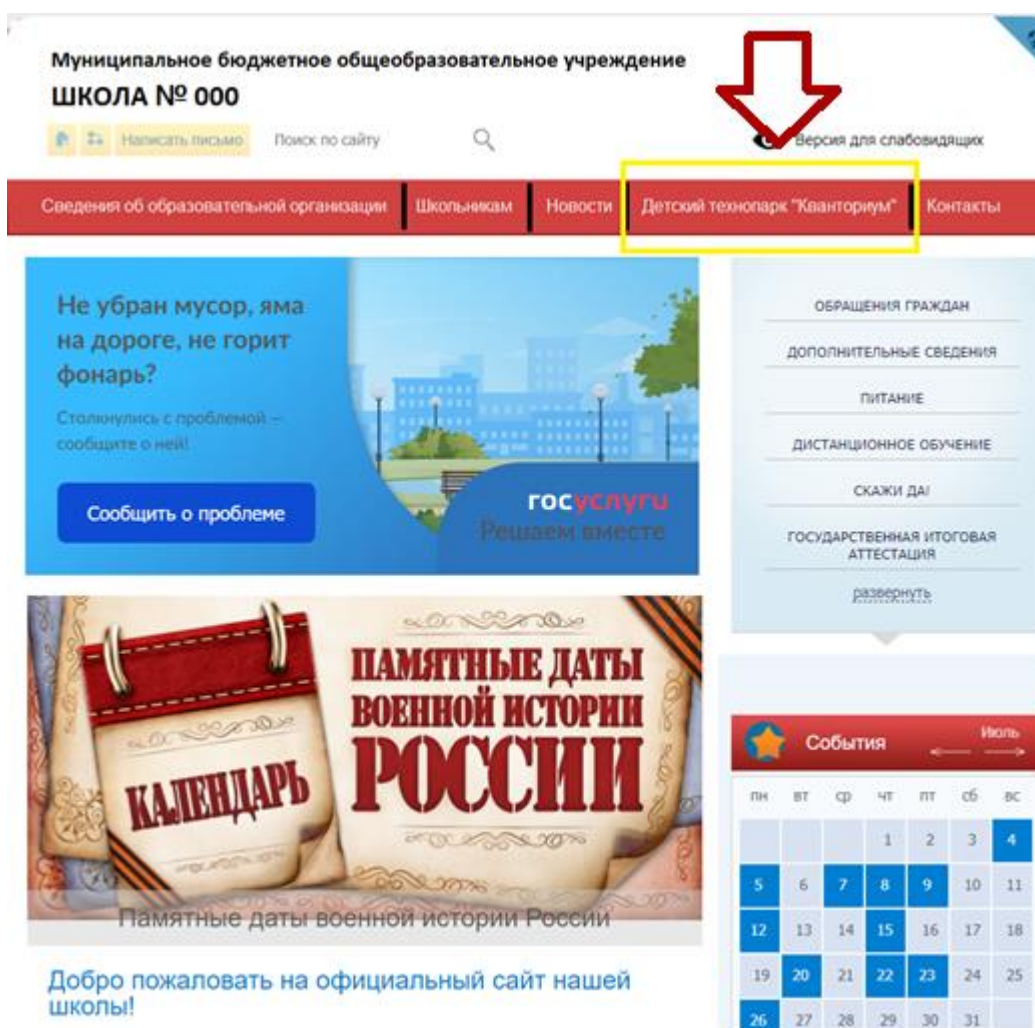 Муниципальное бюджетное общеобразовательное учреждение
ШКОЛА № 000
Написать письмо Поиск по сайту Версия для слабовидящих
Сведения об образовательной организации Школьникам Новости Детский технопарк "Кванториум" Контакты
Не убран мусор, яма
на дороге, не горит
фонарь?
Столкнулись с проблемой —
сообщите о ней!
Сообщить о проблеме
госуслуги
Решаем вместе
ОБРАЩЕНИЯ ГРАЖДАН
ДОПОЛНИТЕЛЬНЫЕ СВЕДЕНИЯ
ПИТАНИЕ
ДИСТАНЦИОННОЕ ОБУЧЕНИЕ
СКАЖИ ДА!
ГОСУДАРСТВЕННАЯ ИТОГОВАЯ
АТТЕСТАЦИЯ
развернуть
КАЛЕНДАРЬ
ПАМЯТНЫЕ ДАТЫ
ВОЕННОЙ ИСТОРИИ
РОССИИ
Памятные даты военной истории России
Добро пожаловать на официальный сайт нашей
школы!
События Июль
пн вт ср чт пт сб вс
1 2 3 4
5 6 7 8 9 10 11
12 13 14 15 16 17 18
19 20 21 22 23 24 25
26 27 28 29 30 31